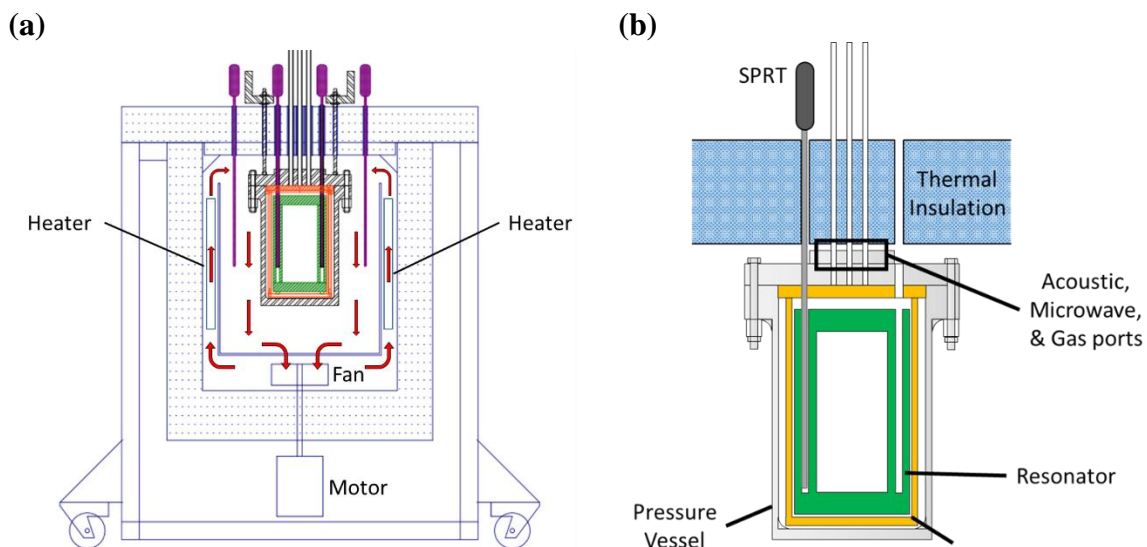 (a)
Heater
Heater
Fan
Motor
(b)
SPRT
Thermal
Insulation
Acoustic,
Microwave,
& Gas ports
Resonator
Pressure
Vessel